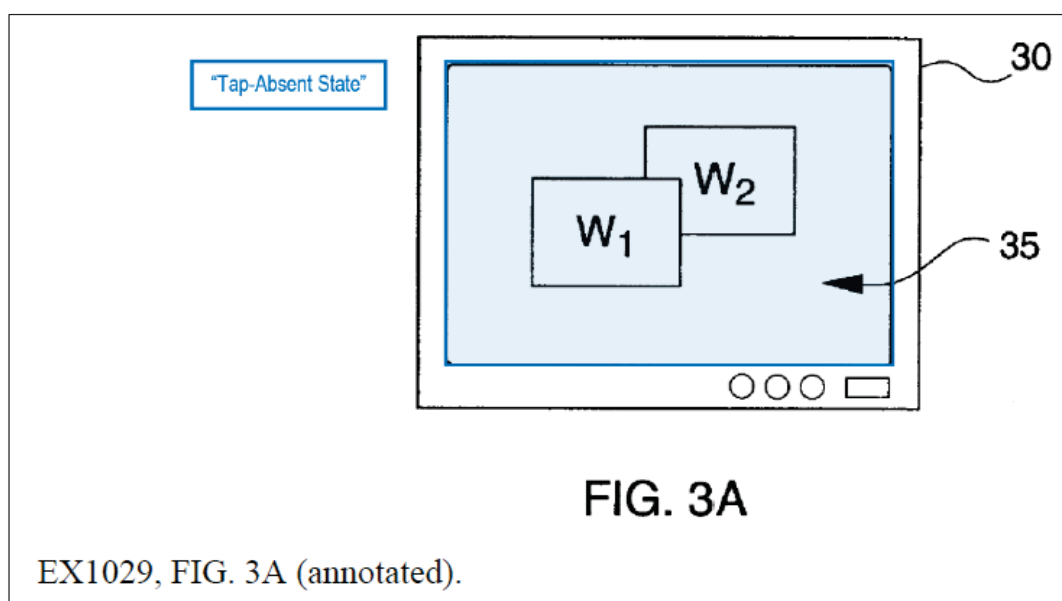 "Tap-Absent State"
30
W2
W1
35
FIG. 3A
EX1029, FIG. 3A (annotated).